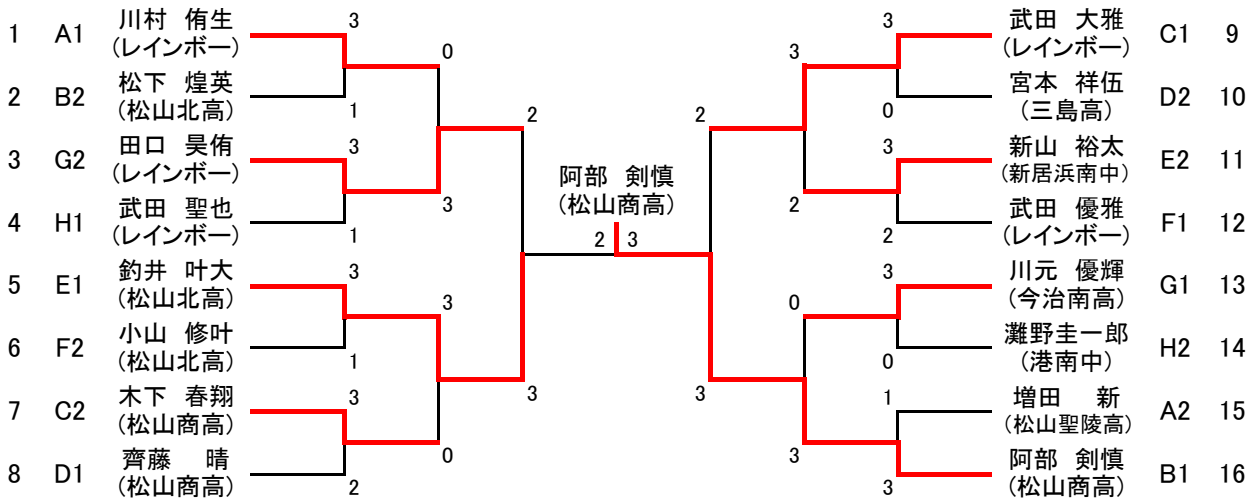 1 A1 川村 侑生
(レインボー)
3
2 B2 松下 煌英
(松山北高)
1
0
3 G2 田口 昊侑
(レインボー)
3
4 H1 武田 聖也
(レインボー)
1
3
2
5 E1 釣井 叶大
(松山北高)
3
6 F2 小山 修叶
(松山北高)
1
3
7 C2 木下 春翔
(松山商高)
3
8 D1 齊藤 晴
(松山商高)
2
0
3
阿部 剣慎
(松山商高)
2 3
3
武田 大雅 C1 9
(レインボー)
0
宮本 祥伍 D2 10
(三島高)
3
3
新山 裕太 E2 11
(新居浜南中)
2
武田 優雅 F1 12
(レインボー)
2
2
3
川元 優輝 G1 13
(今治南高)
0
灘野圭一郎 H2 14
(港南中)
0
1
増田 新 A2 15
(松山聖陵高)
3
阿部 剣慎 B1 16
(松山商高)
3
3